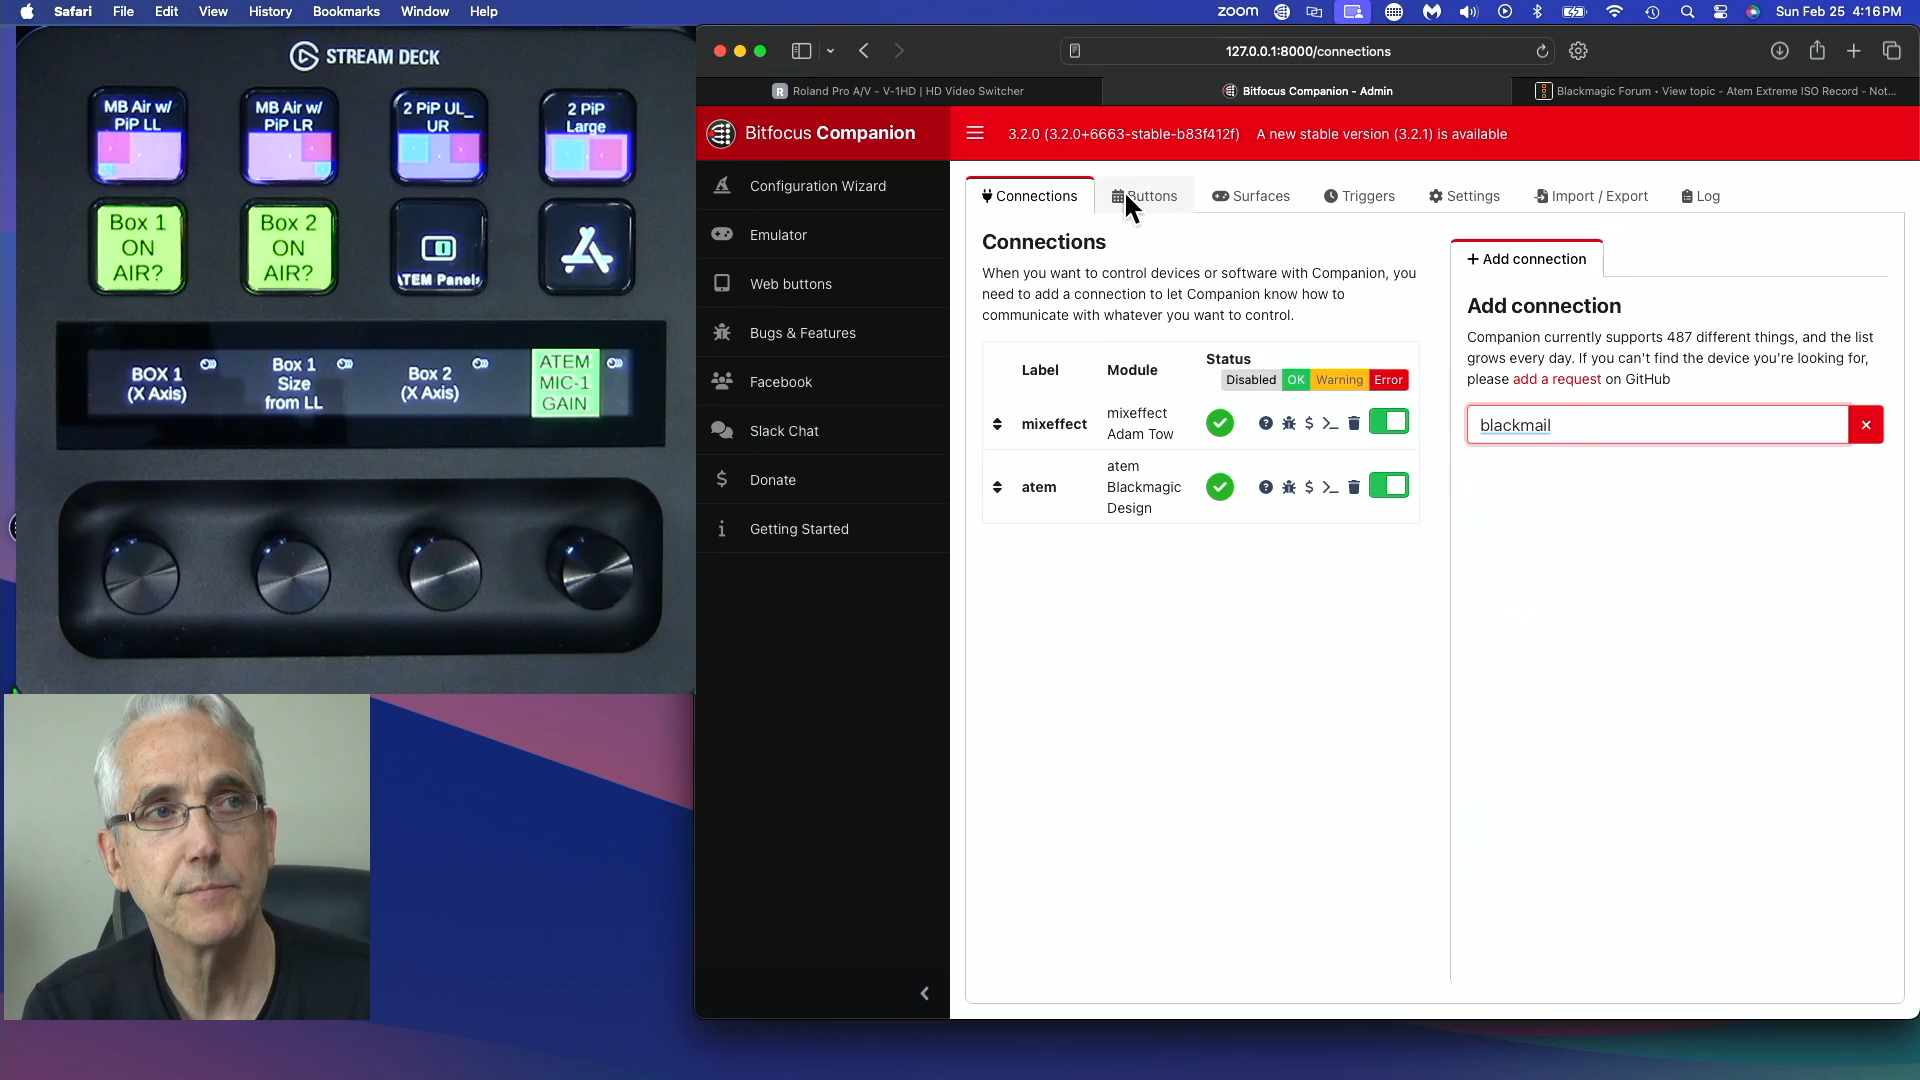 Safari File Edit View History Bookmarks Window Help
zoom
Sun Feb 25 4:16 PM
STREAM DECK
MB Air w/
PiP LL
MB Air w/
PiP LR
2 PiP UL_
UR
2 PiP
Large
Box 1
ON
AIR?
Box 2
ON
AIR?
ATEM Panels
BOX 1
(X Axis)
Box 1
Size
from LL
Box 2
(X Axis)
ATEM
MIC-1
GAIN
127.0.0.1:8000/connections
R Roland Pro A/V - V-1HD | HD Video Switcher
Bitfocus Companion - Admin
Blackmagic Forum • View topic - Atem Extreme ISO Record - Not...
Bitfocus Companion
3.2.0 (3.2.0+6663-stable-b83f412f) A new stable version (3.2.1) is available
Configuration Wizard
Emulator
Web buttons
Bugs & Features
Facebook
Slack Chat
Donate
Getting Started
Connections Buttons Surfaces Triggers Settings Import / Export Log
Connections
When you want to control devices or software with Companion, you
need to add a connection to let Companion know how to
communicate with whatever you want to control.
Label Module Status
Disabled OK Warning Error
mixeffect
mixeffect
Adam Tow
atem
atem
Blackmagic
Design
+ Add connection
Add connection
Companion currently supports 487 different things, and the list
grows every day. If you can't find the device you're looking for,
please add a request on GitHub
blackmail